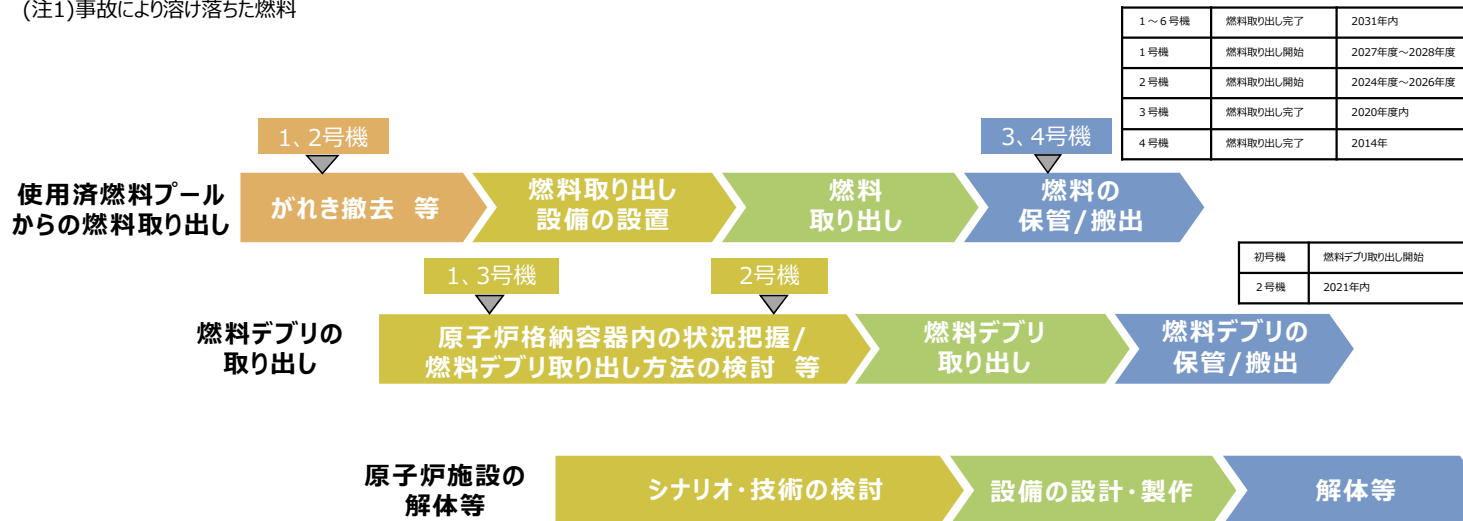 (注1)事故により溶け落ちた燃料
1～6号機 燃料取り出し完了 2031年内
1号機 燃料取り出し開始 2027年度～2028年度
2号機 燃料取り出し開始 2024年度～2026年度
3号機 燃料取り出し完了 2020年度内
4号機 燃料取り出し完了 2014年
1、2号機
3、4号機
使用済燃料プール
からの燃料取り出し
がれき撤去 等
燃料取り出し
設備の設置
燃料
取り出し
燃料の
保管/搬出
初号機 燃料デブリ取り出し開始
2号機 2021年内
1、3号機
2号機
燃料デブリの
取り出し
原子炉格納容器内の状況把握/
燃料デブリ取り出し方法の検討 等
燃料デブリ
取り出し
燃料デブリの
保管/搬出
原子炉施設の
解体等
シナリオ・技術の検討
設備の設計・製作
解体等